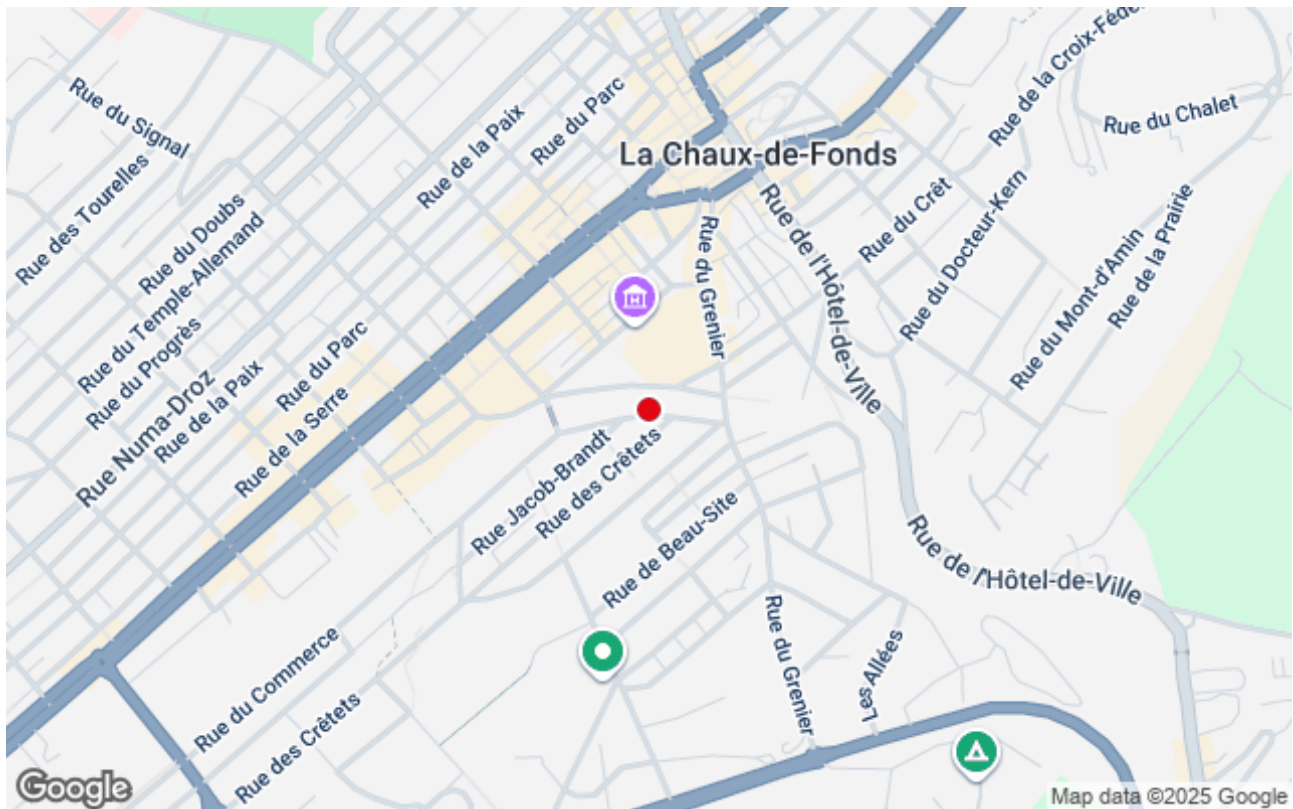 Rue du Signal
Rue des Tourelles
Rue du Doubs
Rue du Temple-Allemand
Rue du Progrès
Rue Numa-Droz
Rue de la Paix
Rue du Parc
Rue de la Serre
Rue de la Paix
Rue du Parc
La Chaux-de-Fonds
Rue de la Croix-Féder
Rue du Chalet
Rue du Crêt
Rue du Docteur-Kern
Rue du Mont-d'Amin
Rue de la Prairie
Rue de l'Hôtel-de-Ville
Rue du Grenier
Rue Jacob-Brandt
Rue des Crêtets
Rue de Beau-Site
Rue de l'Hôtel-de-Ville
Rue du Grenier
Les Allées
Rue du Commerce
Rue des Crêtets
Google
Map data ©2025 Google